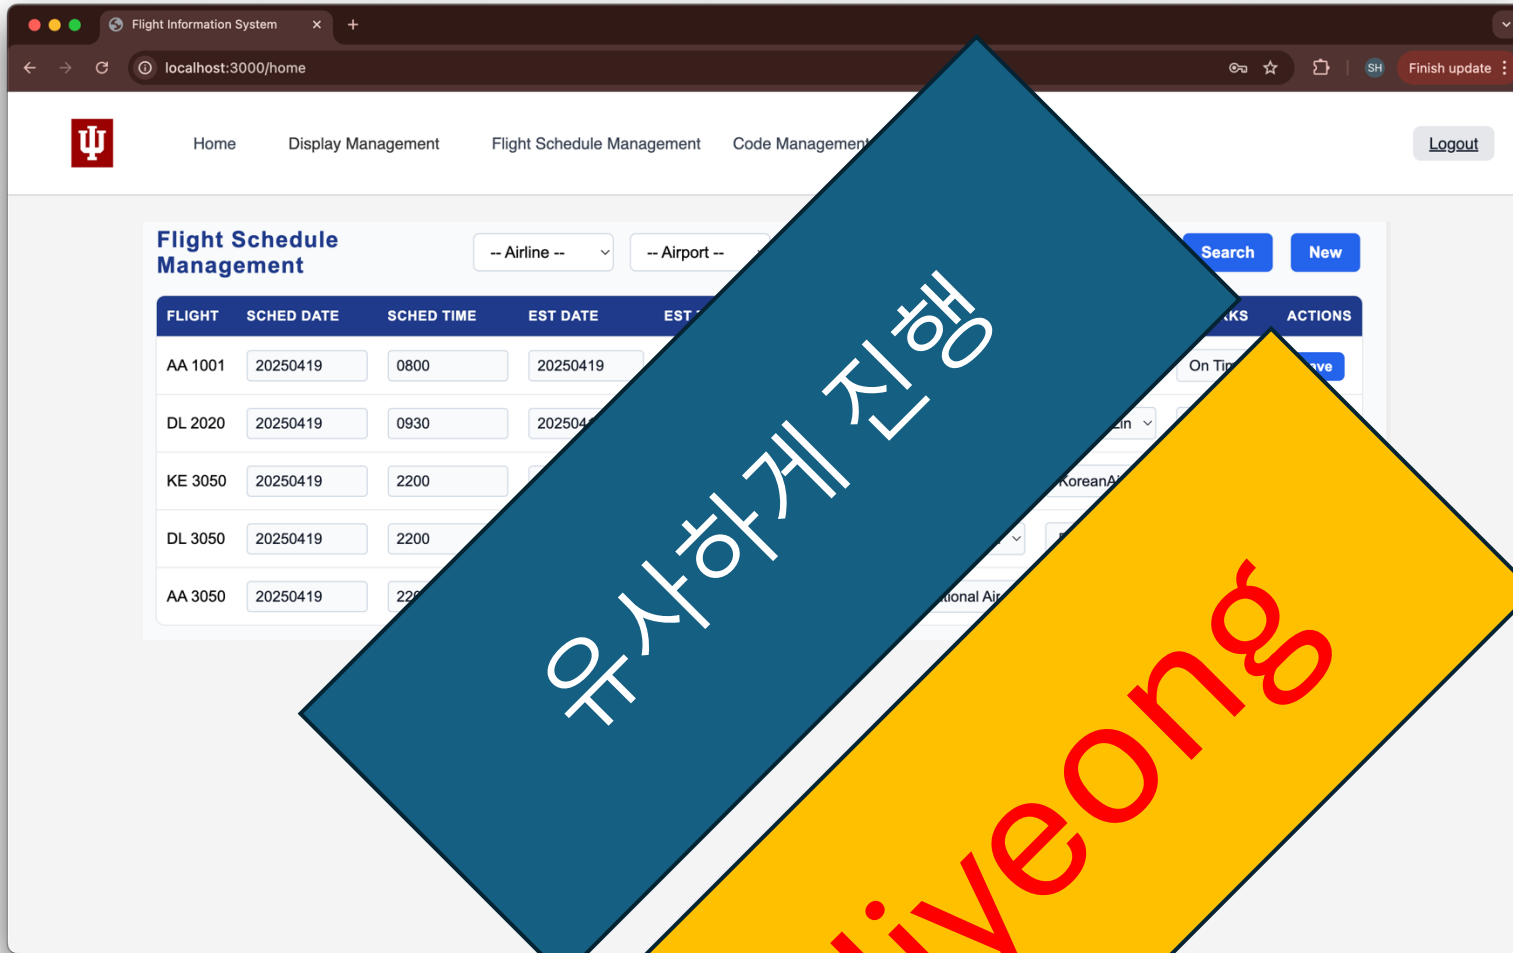 Flight Information System
localhost:3000/home
SH
Finish update
Home Display Management Flight Schedule Management Code Management
Logout
Flight Schedule
Management
-- Airline -- -- Airport -- Search New
FLIGHT SCHED DATE SCHED TIME EST DATE EST ACTIONS
AA 1001 20250419 0800 20250419 On
DL 2020 20250419 0930
KE 3050 20250419 2200
DL 3050 20250419 2200
AA 3050 20250419
유사하게 진행